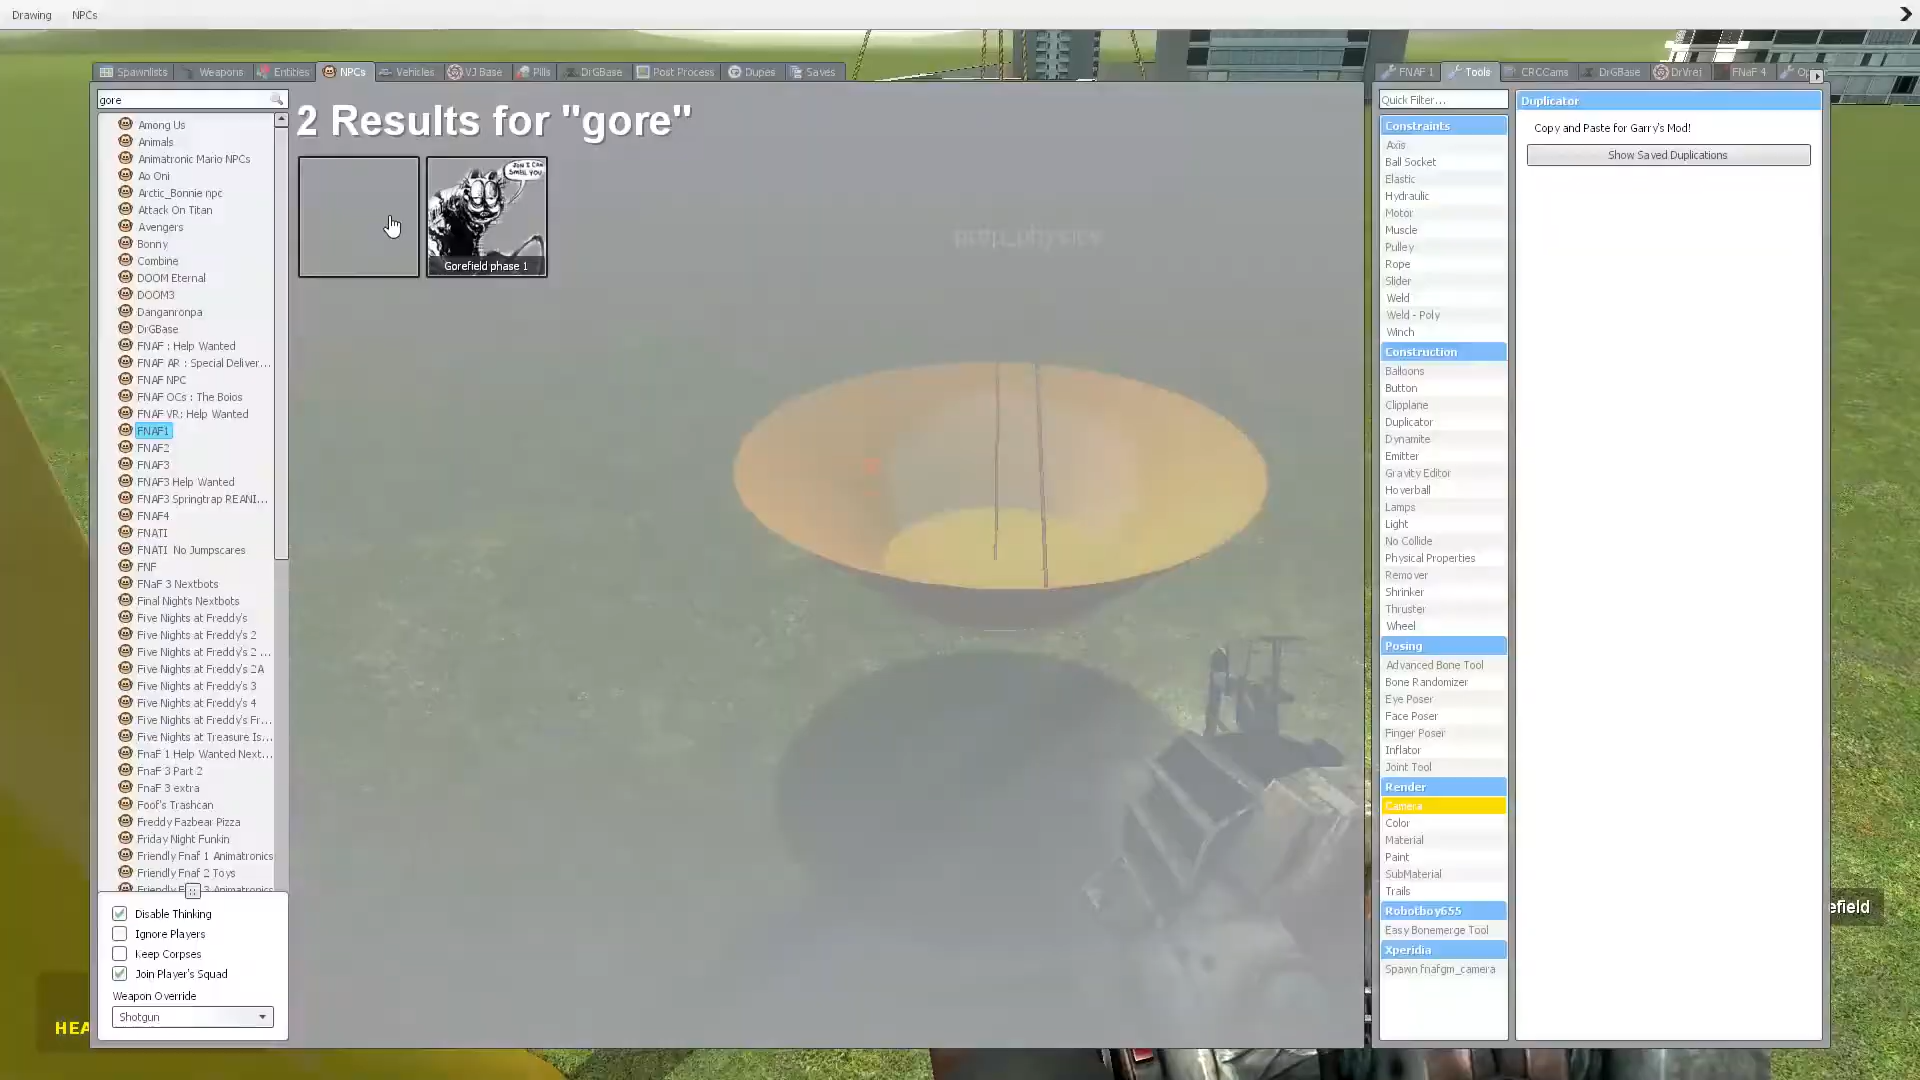 Drawing NPCs
Spawnlists Weapons Entities NPCs Vehicles VJ Base Pills DrGBase Post Process Dupes Saves
FNAF 1 Tools CRCCams DrGBase DrVrej FNaF 4
gore
2 Results for "gore"
Gorefield phase 1
JON I CAN
SMELL YOU
prop_physics
Among Us
Animals
Animatronic Mario NPCs
Ao Oni
Arctic_Bonnie npc
Attack On Titan
Avengers
Bonny
Combine
DOOM Eternal
DOOM3
Danganronpa
DrGBase
FNAF : Help Wanted
FNAF AR : Special Deliver...
FNAF NPC
FNAF OCs : The Boios
FNAF VR: Help Wanted
FNAF1
FNAF2
FNAF3
FNAF3 Help Wanted
FNAF3 Springtrap REANI...
FNAF4
FNATI
FNATI No Jumpscares
FNF
FNaF 3 Nextbots
Final Nights Nextbots
Five Nights at Freddy's
Five Nights at Freddy's 2
Five Nights at Freddy's 2 ...
Five Nights at Freddy's 2A
Five Nights at Freddy's 3
Five Nights at Freddy's 4
Five Nights at Freddy's Fr...
Five Nights at Treasure Is...
FnaF 1 Help Wanted Next...
FnaF 3 Part 2
FnaF 3 extra
Foof's Trashcan
Freddy Fazbear Pizza
Friday Night Funkin
Friendly Fnaf 1 Animatronics
Friendly Fnaf 2 Toys
Disable Thinking
Ignore Players
Keep Corpses
Join Player's Squad
Weapon Override
Shotgun
HEA
Quick Filter...
Constraints
Axis
Ball Socket
Elastic
Hydraulic
Motor
Muscle
Pulley
Rope
Slider
Weld
Weld - Poly
Winch
Construction
Balloons
Button
Clipplane
Duplicator
Dynamite
Emitter
Gravity Editor
Hoverball
Lamps
Light
No Collide
Physical Properties
Remover
Shrinker
Thruster
Wheel
Posing
Advanced Bone Tool
Bone Randomizer
Eye Poser
Face Poser
Finger Poser
Inflator
Joint Tool
Render
Camera
Color
Material
Paint
SubMaterial
Trails
Robotboy655
Easy Bonemerge Tool
Xperidia
Spawn fnafgm_camera
Duplicator
Copy and Paste for Garry's Mod!
Show Saved Duplications
efield